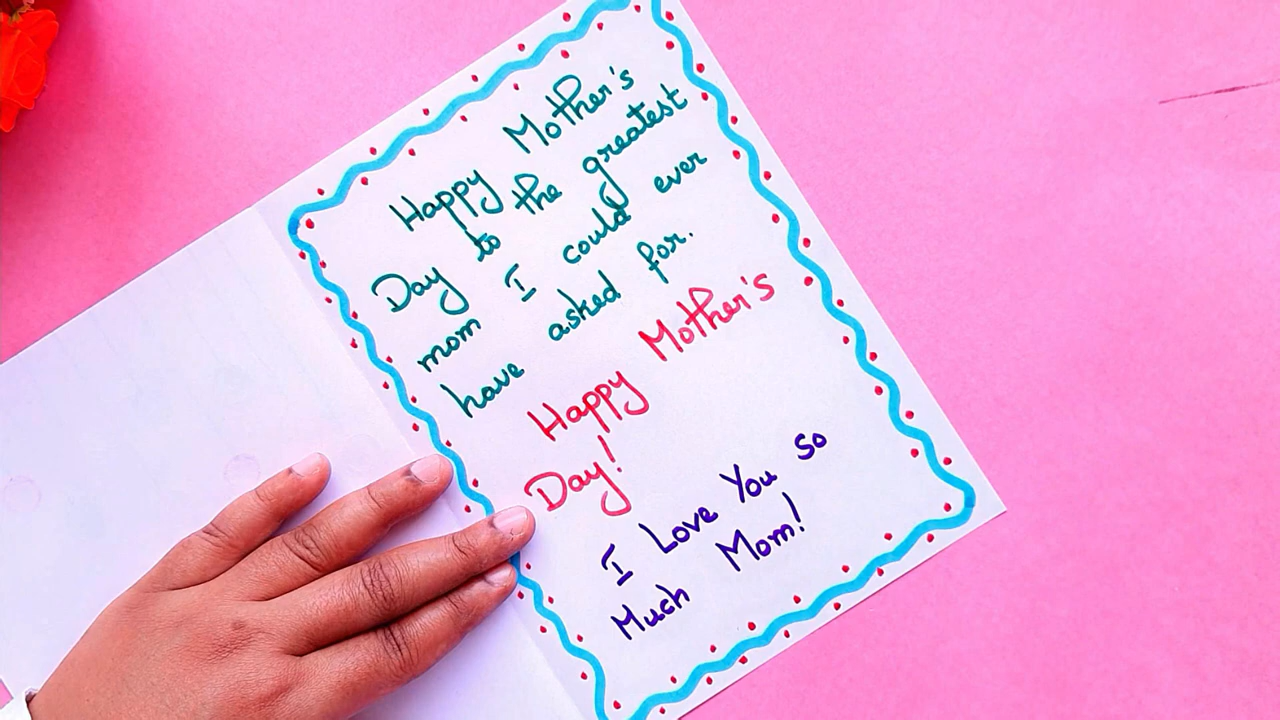 Happy Mother's
Day to the greatest
mom I could ever
have asked for.
Happy Mother's
Day!
I Love You so
Much Mom!